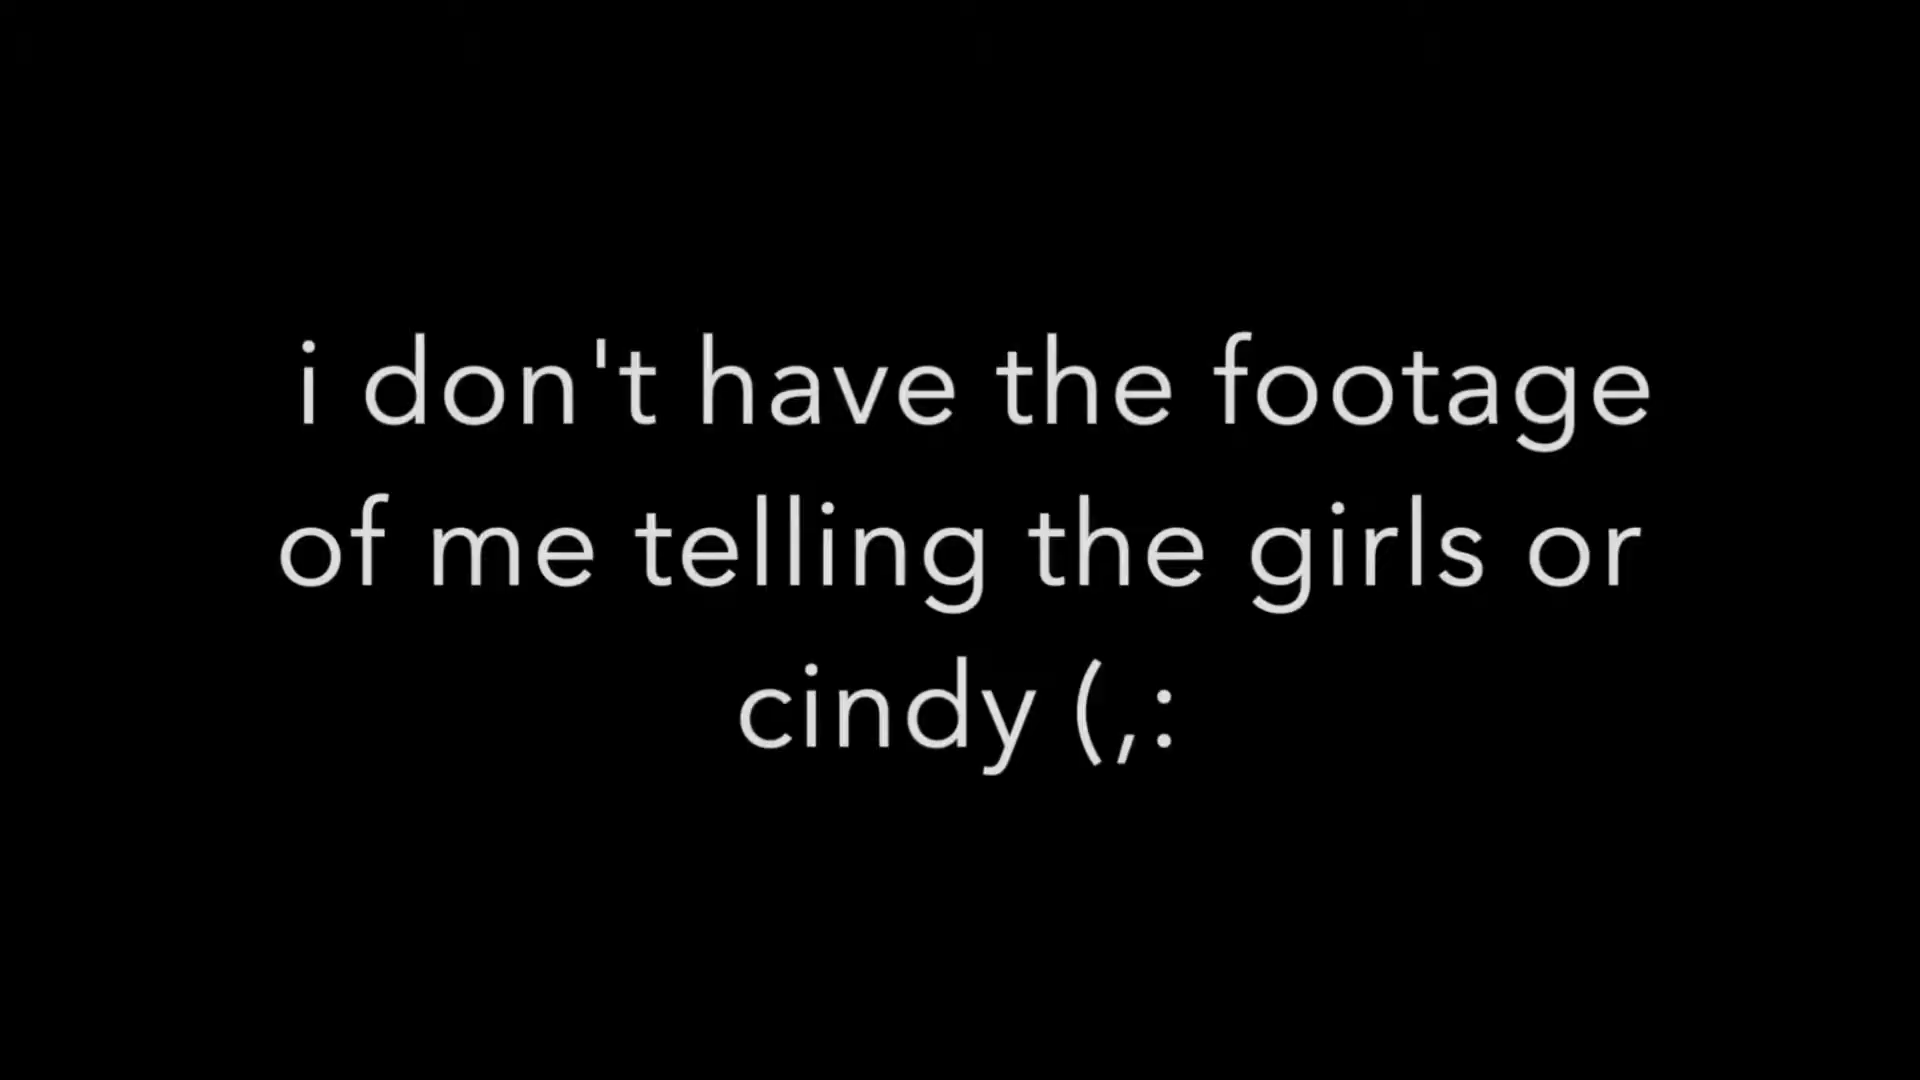 i don't have the footage
of me telling the girls or
cindy (,: